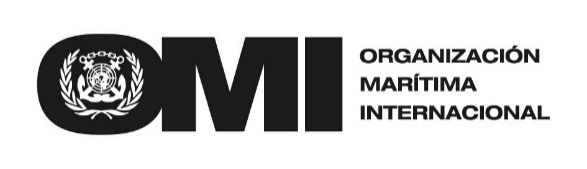 OMI
ORGANIZACIÓN
MARÍTIMA
INTERNACIONAL